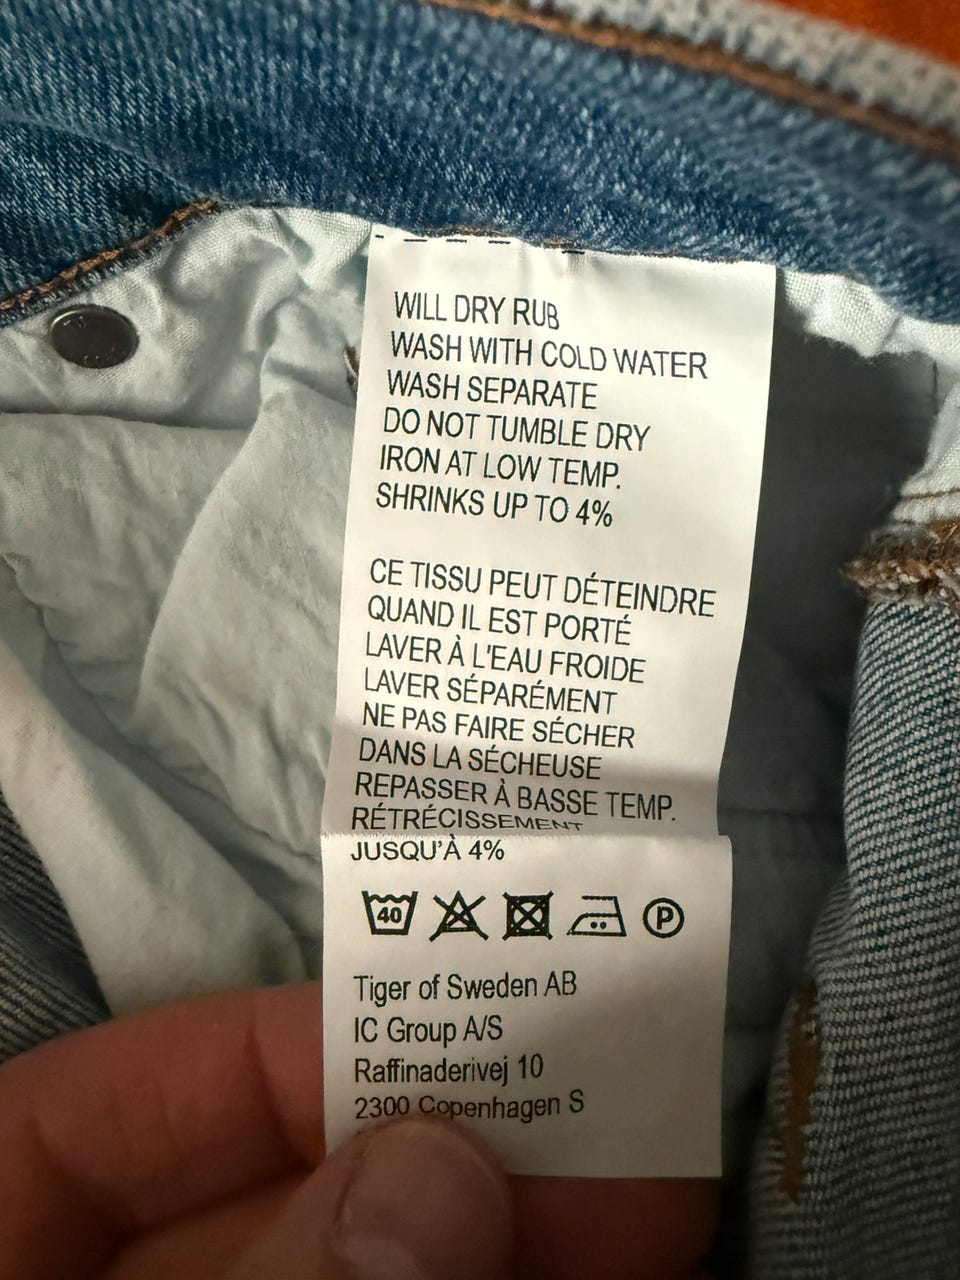 WILL DRY RUB
WASH WITH COLD WATER
WASH SEPARATE
DO NOT TUMBLE DRY
IRON AT LOW TEMP.
SHRINKS UP TO 4%
CE TISSU PEUT DÉTEINDRE
QUAND IL EST PORTÉ
LAVER À L'EAU FROIDE
LAVER SÉPARÉMENT
NE PAS FAIRE SÉCHER
DANS LA SÉCHEUSE
REPASSER À BASSE TEMP.
RÉTRÉCISSEMENT
JUSQU'À 4%
40 P
Tiger of Sweden AB
IC Group A/S
Raffinaderivej 10
2300 Copenhagen S